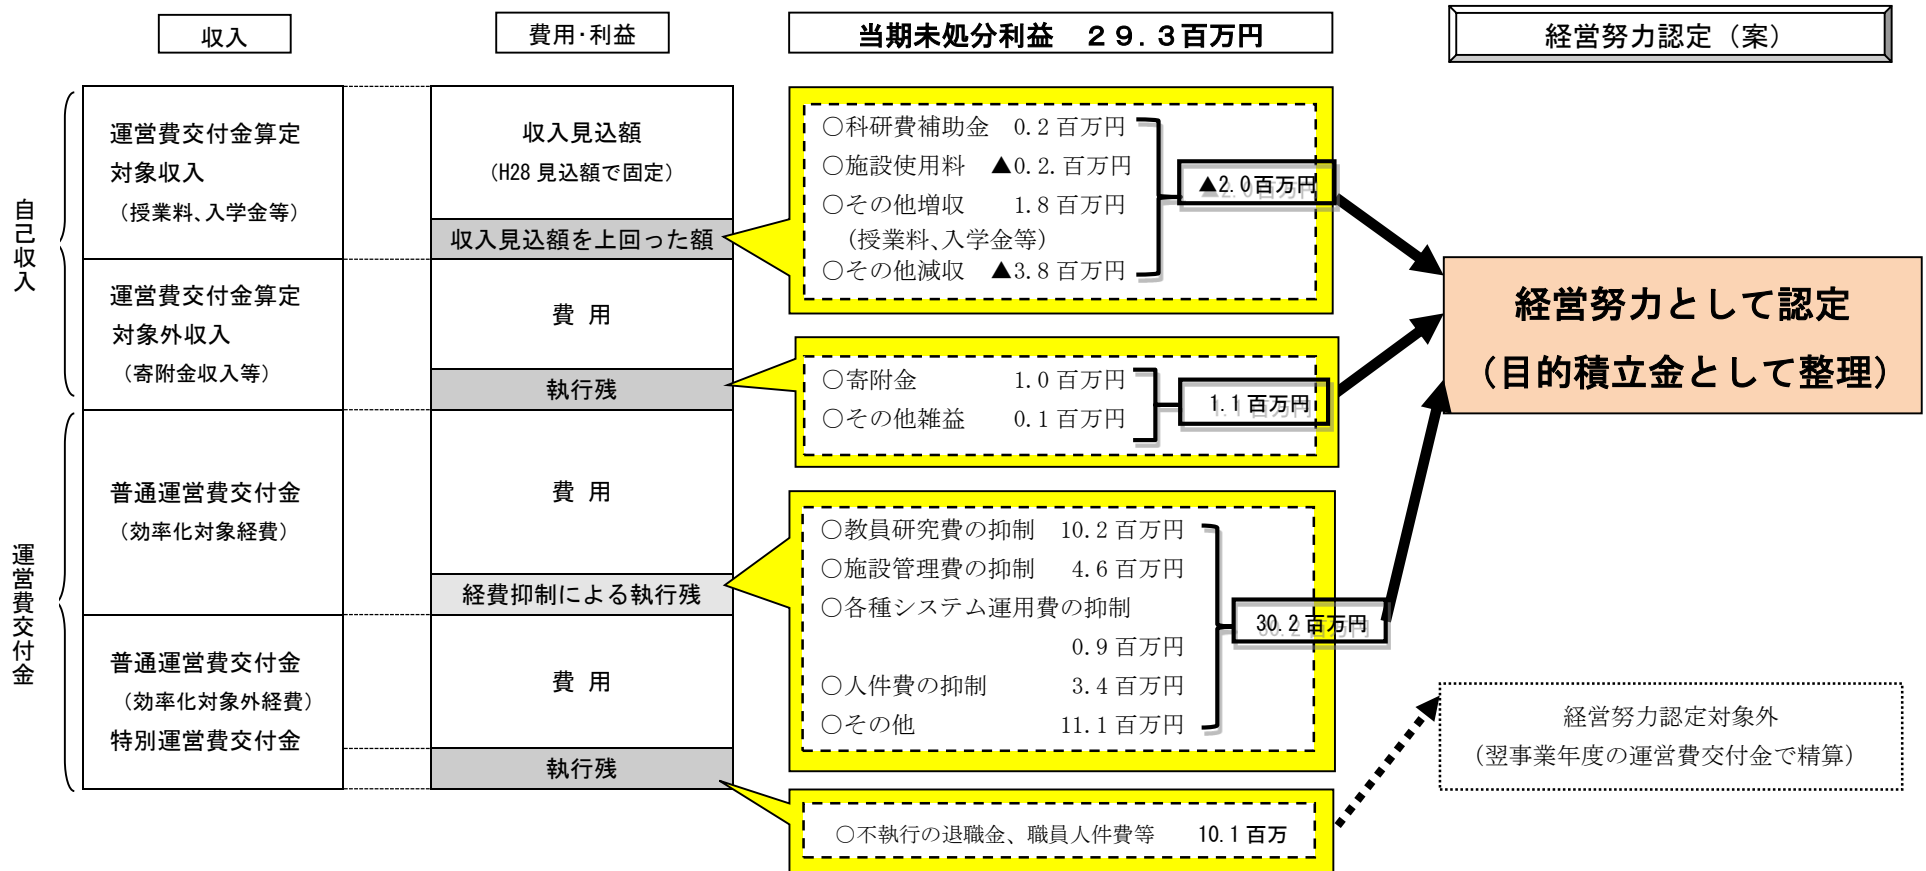 収入
費用・利益
当期未処分利益　２９.３百万円
経営努力認定（案）
自己収入
運営費交付金算定
対象収入
（授業料、入学金等）
運営費交付金算定
対象外収入
（寄附金収入等）
運営費交付金
普通運営費交付金
（効率化対象経費）
普通運営費交付金
（効率化対象外経費）
特別運営費交付金
収入見込額
（H28 見込額で固定）
収入見込額を上回った額
費 用
執行残
費 用
経費抑制による執行残
費 用
執行残
○科研費補助金　0.2 百万円
○施設使用料　▲0.2.百万円
○その他増収　1.8 百万円
（授業料、入学金等）
○その他減収　▲3.8 百万円
▲2.0百万円
○寄附金　1.0 百万円
○その他雑益　0.1 百万円
1.1 百万円
○教員研究費の抑制　10.2 百万円
○施設管理費の抑制　4.6 百万円
○各種システム運用費の抑制
0.9 百万円
○人件費の抑制　3.4 百万円
○その他　11.1 百万円
30.2 百万円
○不執行の退職金、職員人件費等　10.1 百万
経営努力として認定
（目的積立金として整理）
経営努力認定対象外
（翌事業年度の運営費交付金で精算）